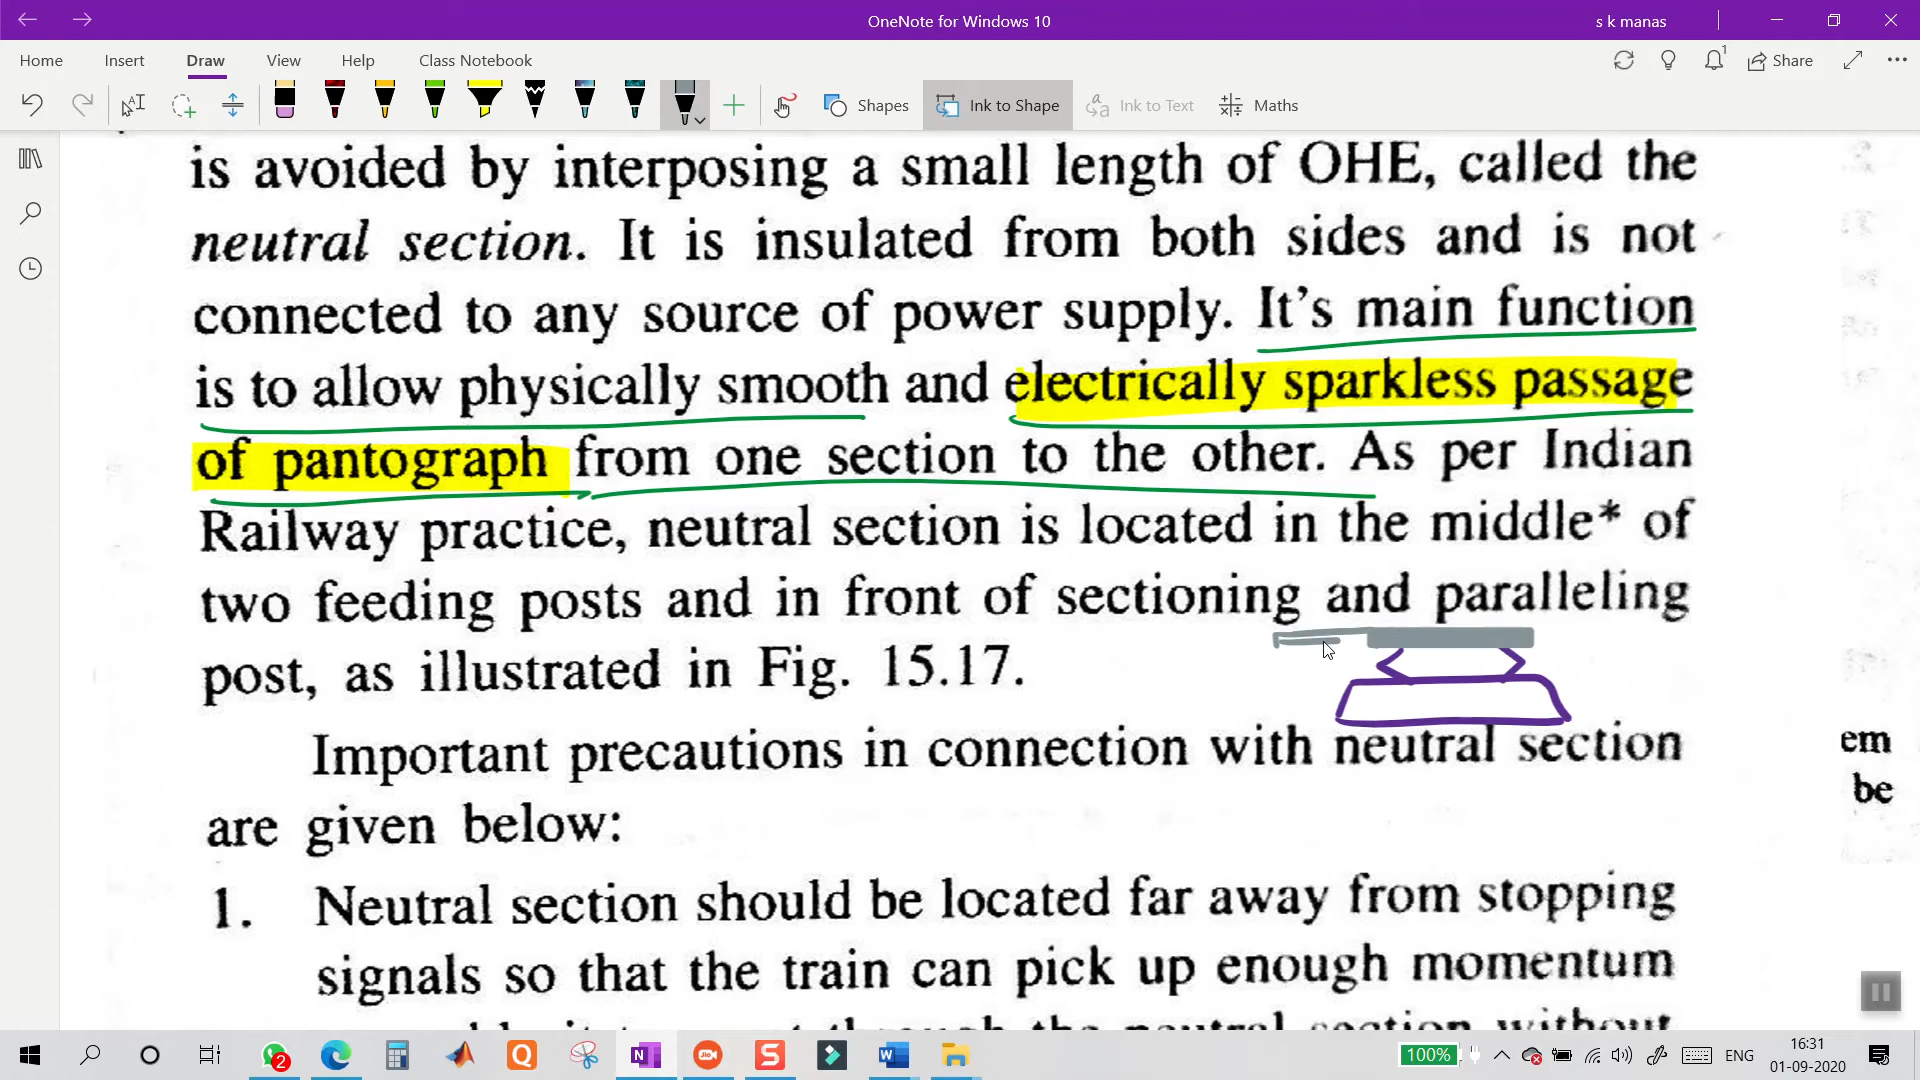 OneNote for Windows 10
s k manas
Home Insert Draw View Help Class Notebook
1 Share
Shapes Ink to Shape Ink to Text Maths
is avoided by interposing a small length of OHE, called the
neutral section. It is insulated from both sides and is not
connected to any source of power supply. It's main function
is to allow physically smooth and electrically sparkless passage
of pantograph from one section to the other. As per Indian
Railway practice, neutral section is located in the middle* of
two feeding posts and in front of sectioning and paralleling
post, as illustrated in Fig. 15.17.
Important precautions in connection with neutral section
are given below:
em
be
1. Neutral section should be located far away from stopping
signals so that the train can pick up enough momentum
through the neutral section without
2
100%
ENG
16:31
01-09-2020